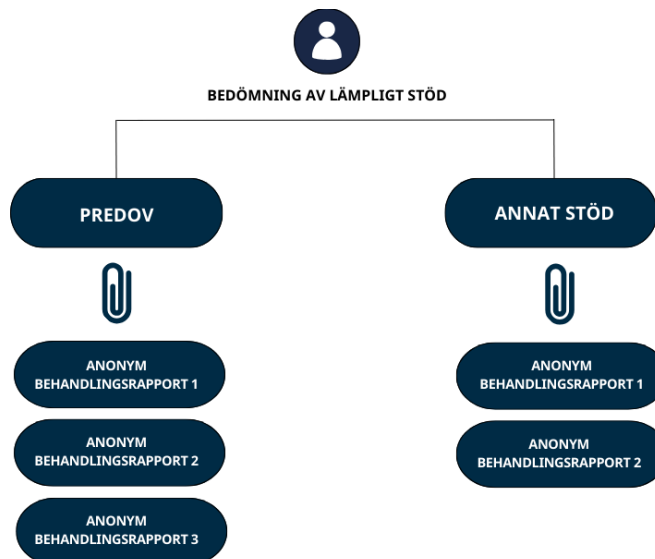 BEDÖMNING AV LÄMPLIGT STÖD
PREDOV
ANNAT STÖD
ANONYM
BEHANDLINGSRAPPORT 1
ANONYM
BEHANDLINGSRAPPORT 2
ANONYM
BEHANDLINGSRAPPORT 3
ANONYM
BEHANDLINGSRAPPORT 1
ANONYM
BEHANDLINGSRAPPORT 2